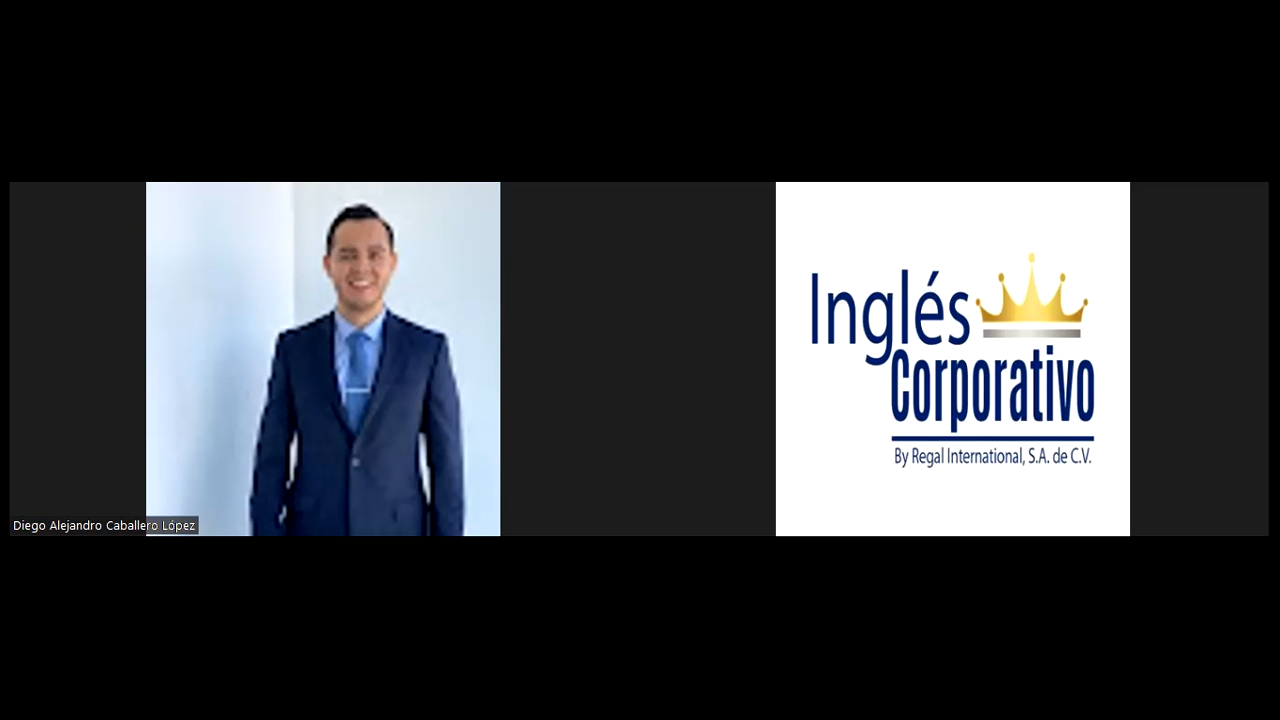 Inglés
Corporativo
By Regal International, S.A. de C.V.
Diego Alejandro Caballero López